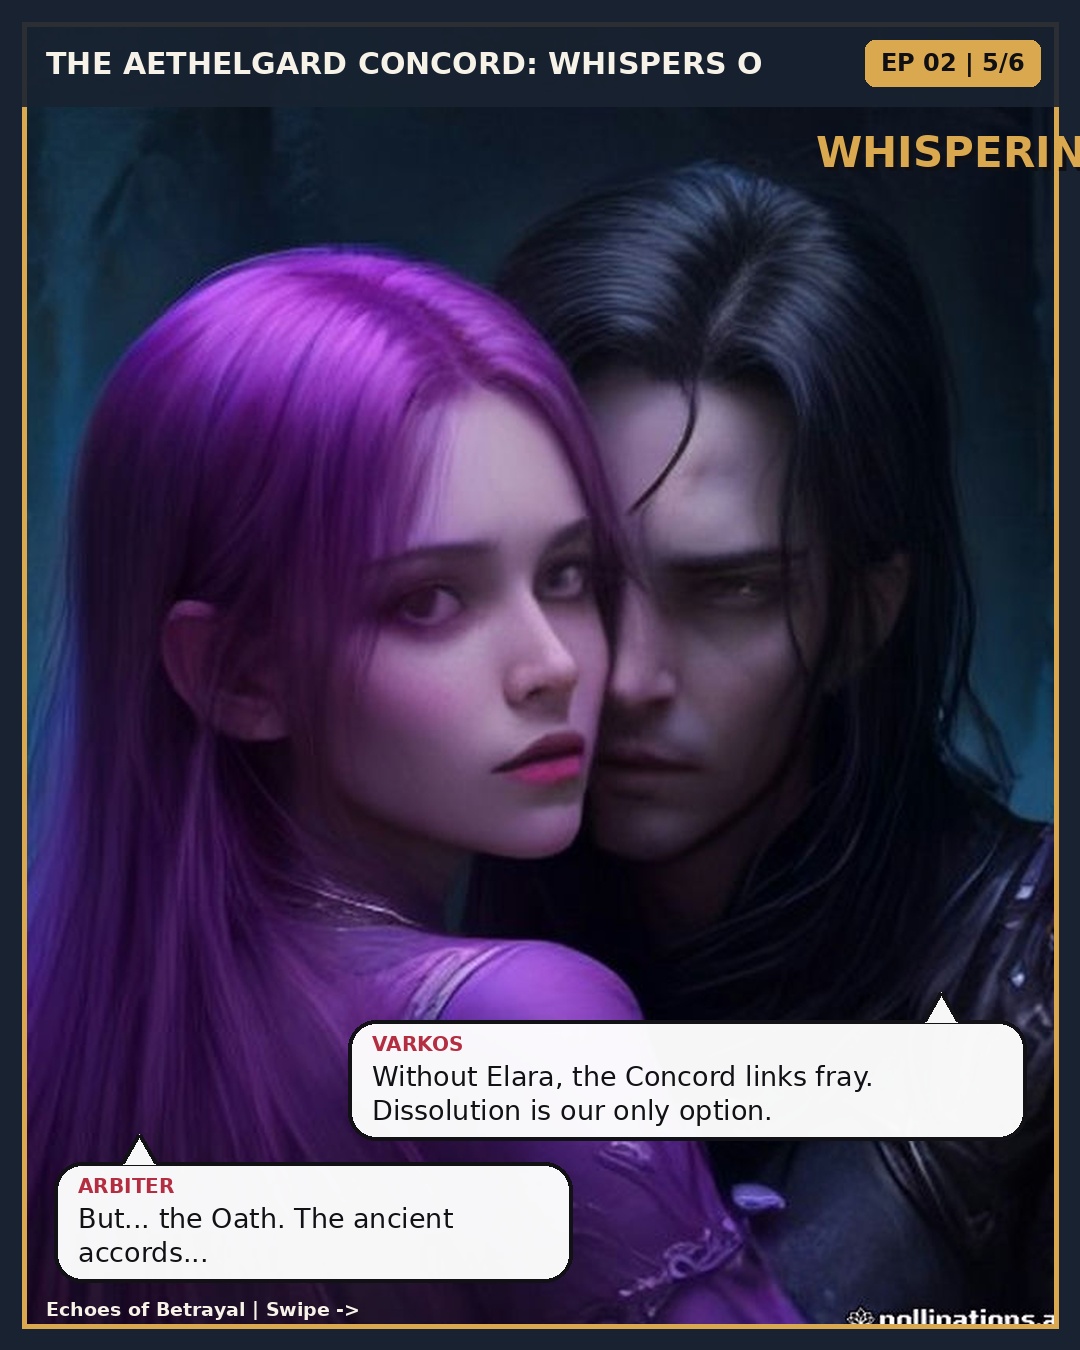 THE AETHELGARD CONCORD: WHISPERS O
EP 02 | 5/6
WHISPERIN
VARKOS
Without Elara, the Concord links fray.
Dissolution is our only option.
ARBITER
But... the Oath. The ancient
accords...
Echoes of Betrayal | Swipe ->
pollinations.a